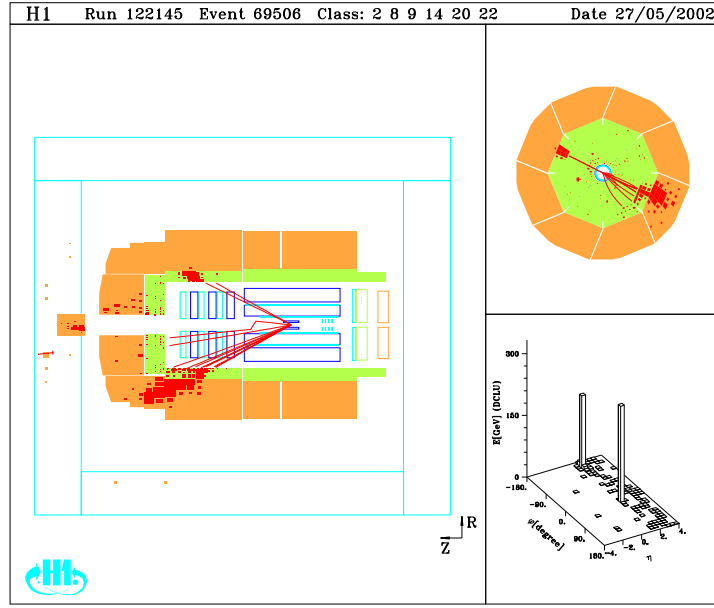 H1 Run 122145 Event 69506 Class: 2 8 9 14 20 22 Date 27/05/2002
R
Z
E[GeV] (DCLU)
300
150
0
-180.
-90.
0.
90.
180.
φ[degree]
-4.
-2.
0.
2.
4.
η
H1.